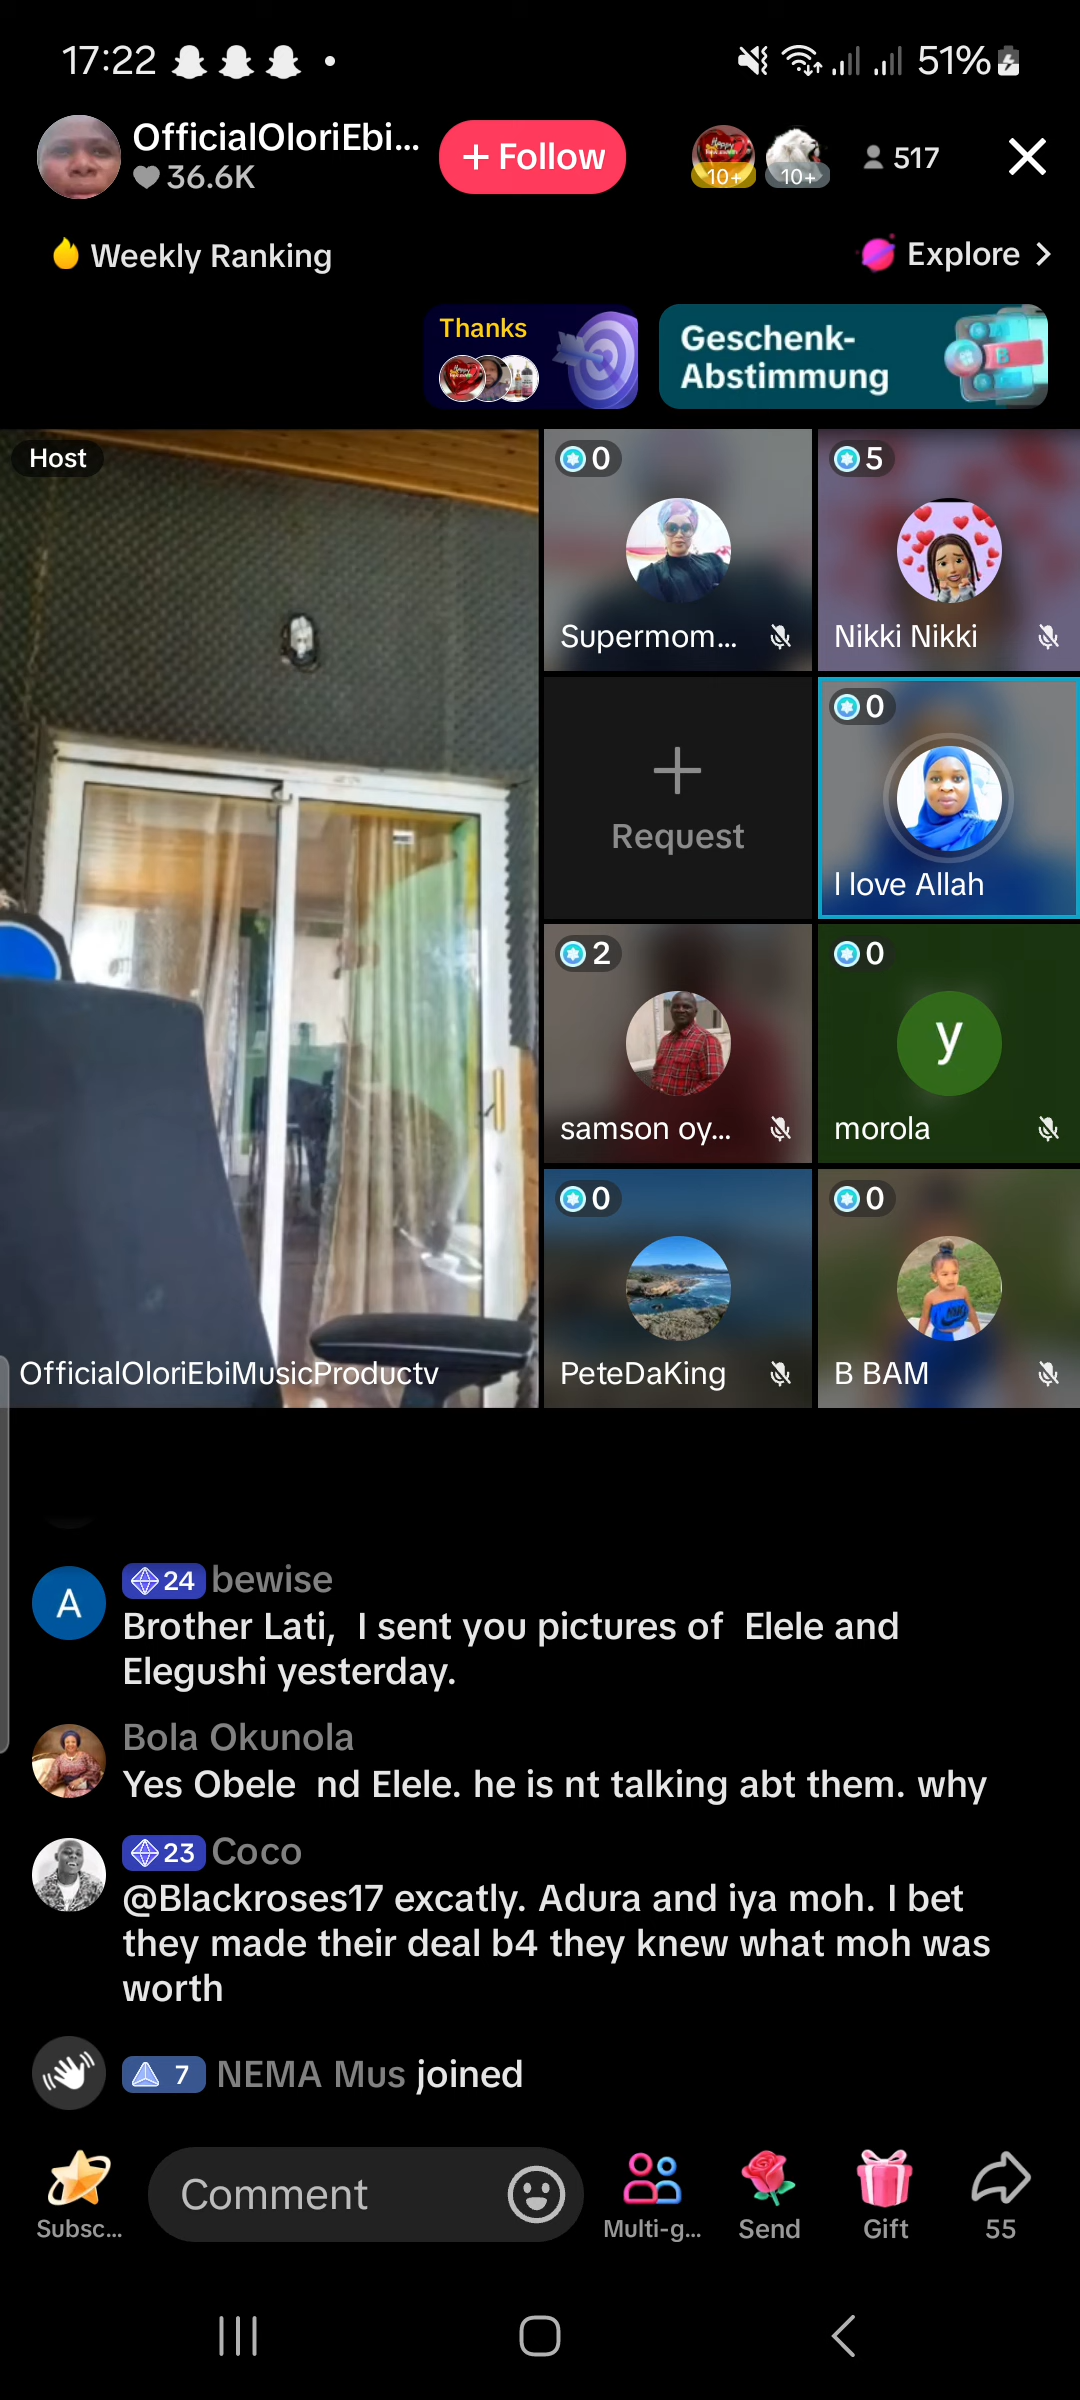 17:22
51%
OfficialOloriEbi...
36.6K
+ Follow
10+
10+
517
Weekly Ranking
Explore >
Thanks
Geschenk-
Abstimmung
Host
0
5
Supermom...
Nikki Nikki
Request
0
I love Allah
2
0
y
samson oy...
morola
0
0
OfficialOloriEbiMusicProductv
PeteDaKing
B BAM
A
24 bewise
Brother Lati, I sent you pictures of Elele and
Elegushi yesterday.
Bola Okunola
Yes Obele nd Elele. he is nt talking abt them. why
23 Coco
@Blackroses17 excatly. Adura and iya moh. I bet
they made their deal b4 they knew what moh was
worth
7 NEMA Mus joined
Comment
Subsc...
Multi-g...
Send
Gift
55